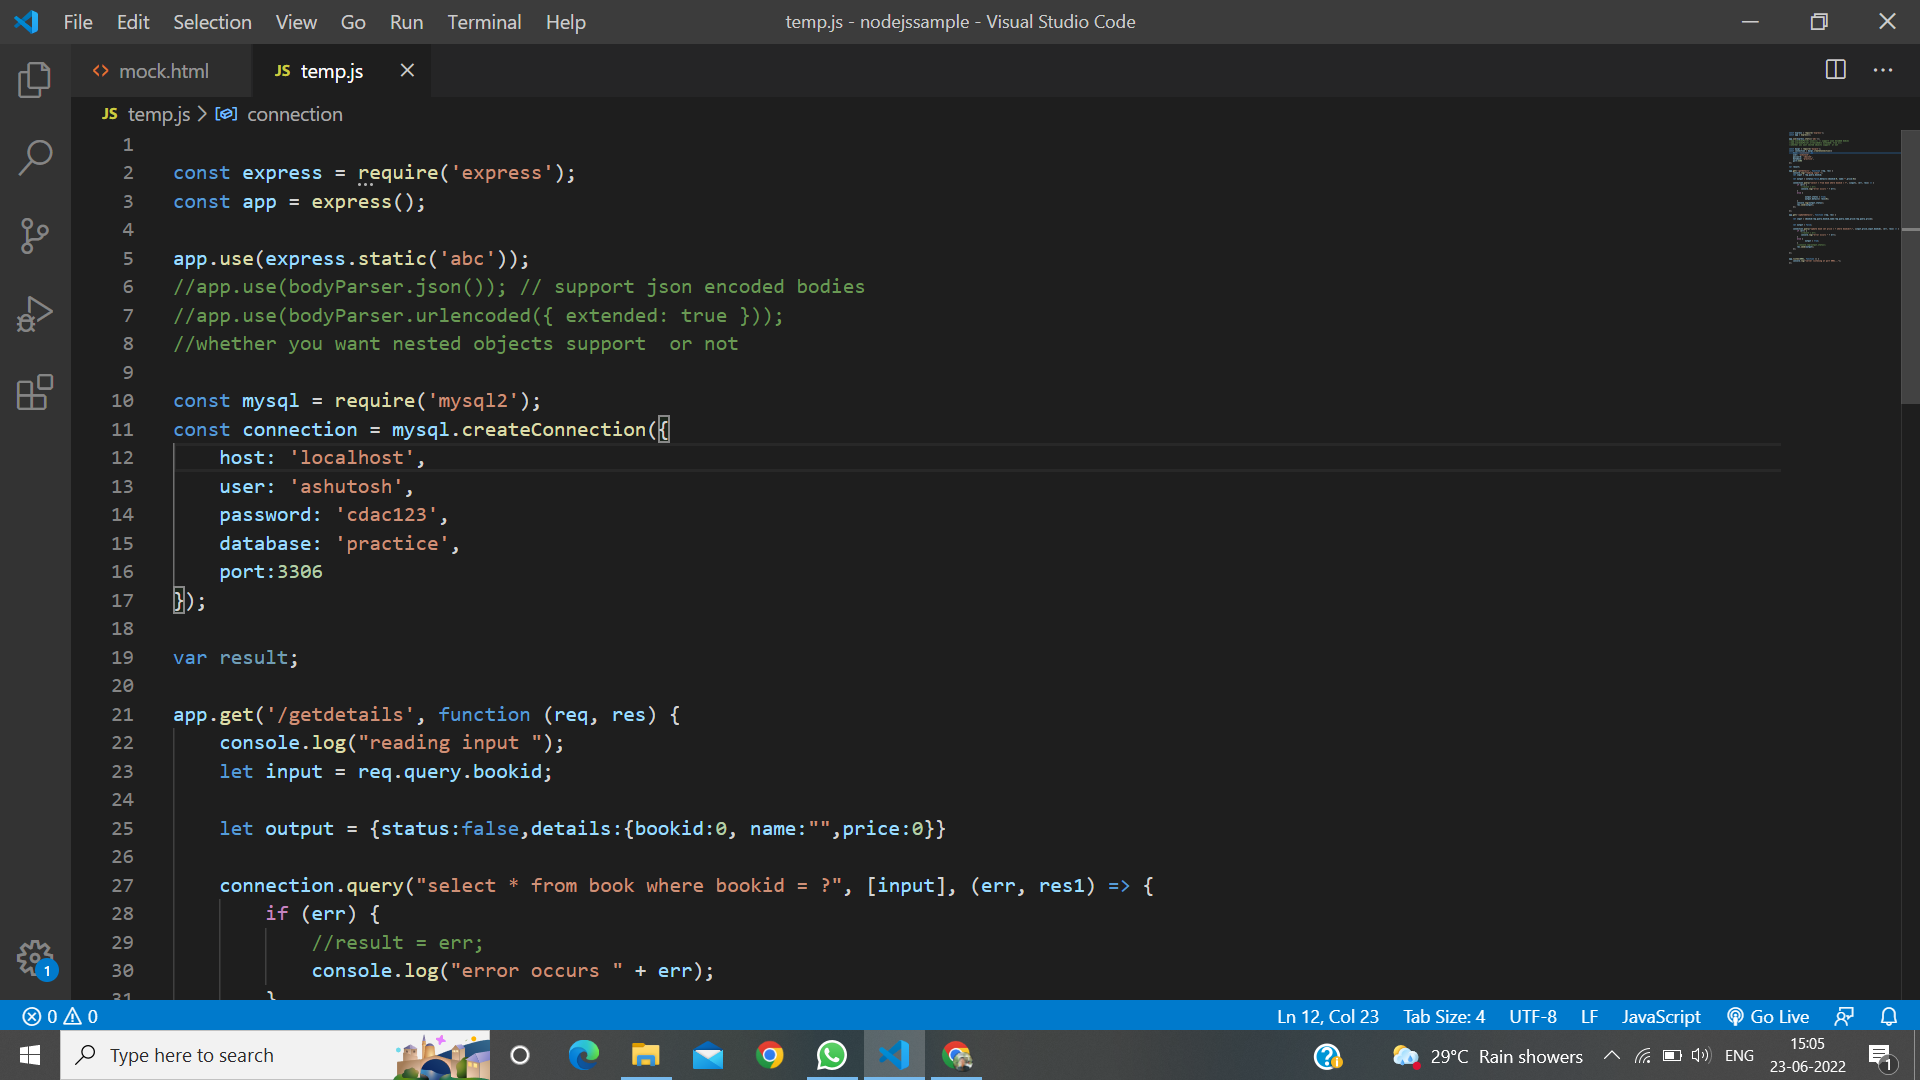 File Edit Selection View Go Run Terminal Help
temp.js - nodejssample - Visual Studio Code
<> mock.html
JS temp.js
JS temp.js > connection
1
2 const express = require('express');
3 const app = express();
4
5 app.use(express.static('abc'));
6 //app.use(bodyParser.json()); // support json encoded bodies
7 //app.use(bodyParser.urlencoded({ extended: true }));
8 //whether you want nested objects support  or not
9
10 const mysql = require('mysql2');
11 const connection = mysql.createConnection({
12     host: 'localhost',
13     user: 'ashutosh',
14     password: 'cdac123',
15     database: 'practice',
16     port:3306
17 });
18
19 var result;
20
21 app.get('/getdetails', function (req, res) {
22     console.log("reading input ");
23     let input = req.query.bookid;
24
25     let output = {status:false,details:{bookid:0, name:"",price:0}}
26
27     connection.query("select * from book where bookid = ?", [input], (err, res1) => {
28         if (err) {
29             //result = err;
30             console.log("error occurs " + err);
31         }
1
0 0
Ln 12, Col 23 Tab Size: 4 UTF-8 LF JavaScript Go Live
Type here to search
29°C Rain showers
ENG
15:05
23-06-2022
1